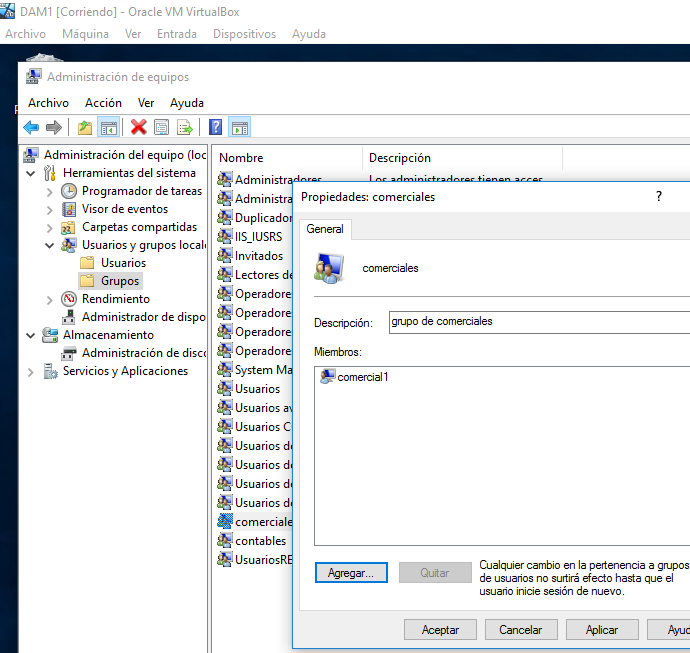 DAM1 [Corriendo] - Oracle VM VirtualBox
Archivo Máquina Ver Entrada Dispositivos Ayuda
Administración de equipos
Archivo Acción Ver Ayuda
Administración del equipo (loc
Herramientas del sistema
Programador de tareas
Visor de eventos
Carpetas compartidas
Usuarios y grupos locale
Usuarios
Grupos
Rendimiento
Administrador de dispo
Almacenamiento
Administración de disco
Servicios y Aplicaciones
Nombre Descripción
Administradores Los administradores tienen acces
Administra
Duplicador
IIS_IUSRS
Invitados
Lectores de
Operadore
Operadore
Operadore
Operadore
System Ma
Usuarios
Usuarios av
Usuarios C
Usuarios de
Usuarios de
Usuarios de
Usuarios de
comerciale
contables
UsuariosRE
Propiedades: comerciales ?
General
comerciales
Descripción: grupo de comerciales
Miembros:
comercial1
Agregar... Quitar
Cualquier cambio en la pertenencia a grupos
de usuarios no surtirá efecto hasta que el
usuario inicie sesión de nuevo.
Aceptar Cancelar Aplicar Ayud